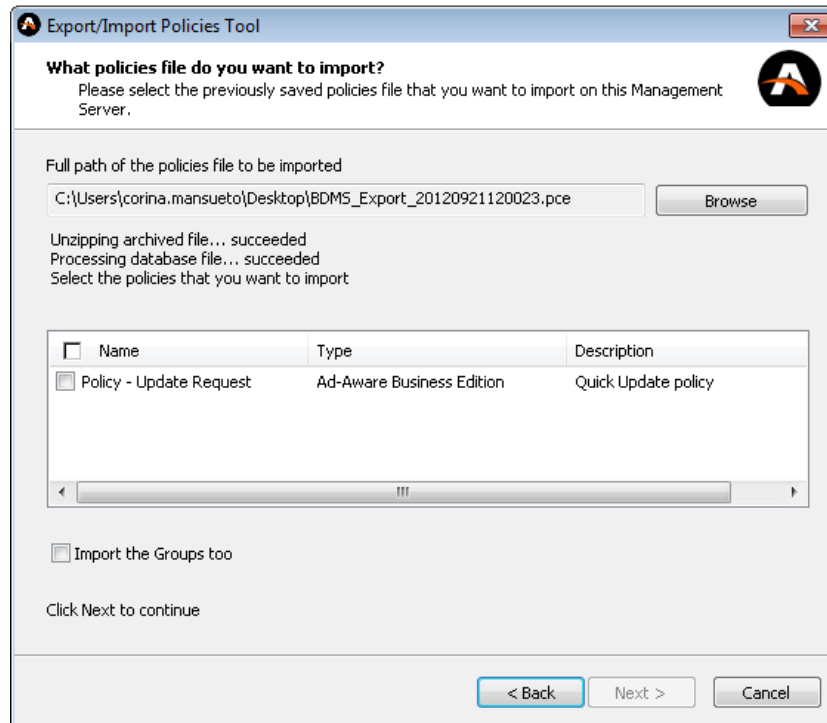 Export/Import Policies Tool
What policies file do you want to import?
Please select the previously saved policies file that you want to import on this Management
Server.
Full path of the policies file to be imported
C:\Users\corina.mansueto\Desktop\BDMS_Export_20120921120023.pce
Browse
Unzipping archived file... succeeded
Processing database file... succeeded
Select the policies that you want to import
Name Type Description
Policy - Update Request Ad-Aware Business Edition Quick Update policy
Import the Groups too
Click Next to continue
< Back Next > Cancel